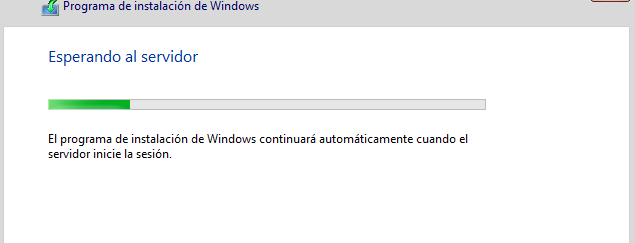 Programa de instalación de Windows
Esperando al servidor
El programa de instalación de Windows continuará automáticamente cuando el
servidor inicie la sesión.